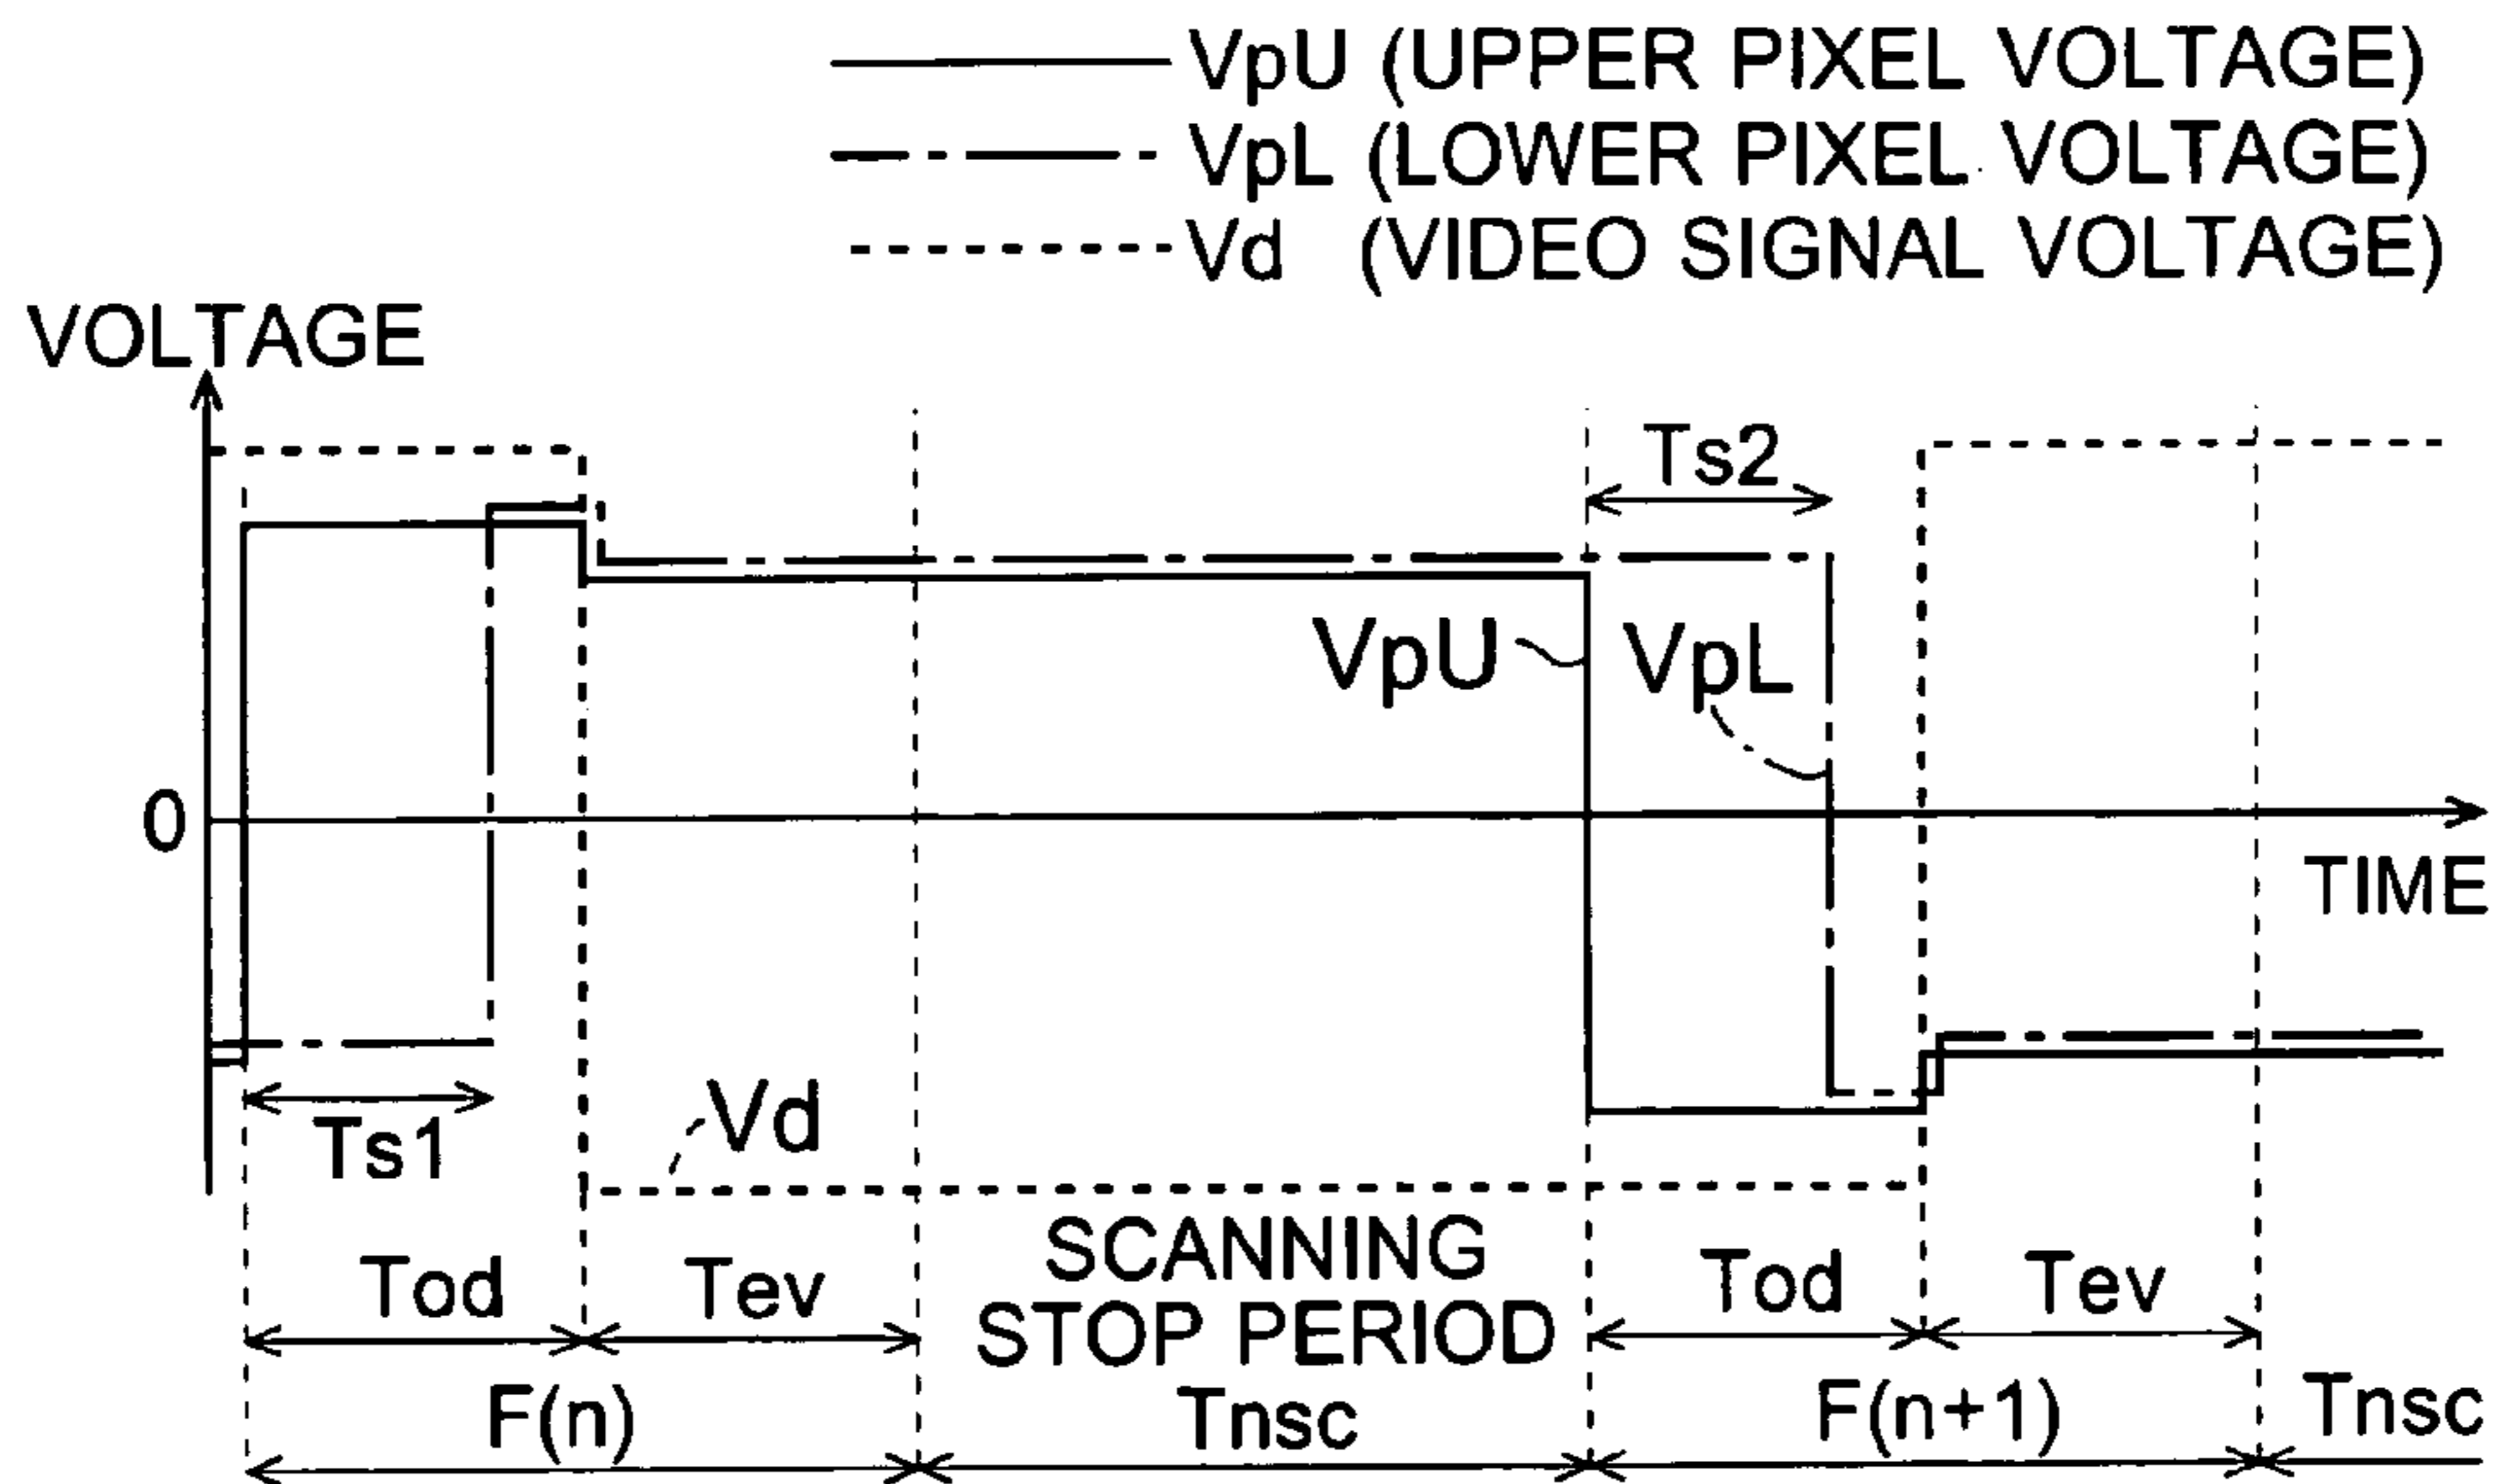 VpU (UPPER PIXEL VOLTAGE)
VpL (LOWER PIXEL VOLTAGE)
Vd (VIDEO SIGNAL VOLTAGE)
VOLTAGE
Ts2
VpU
VpL
0
TIME
Ts1
Vd
SCANNING
STOP PERIOD
Tod
Tev
Tod
Tev
F(n)
Tnsc
F(n+1)
Tnsc